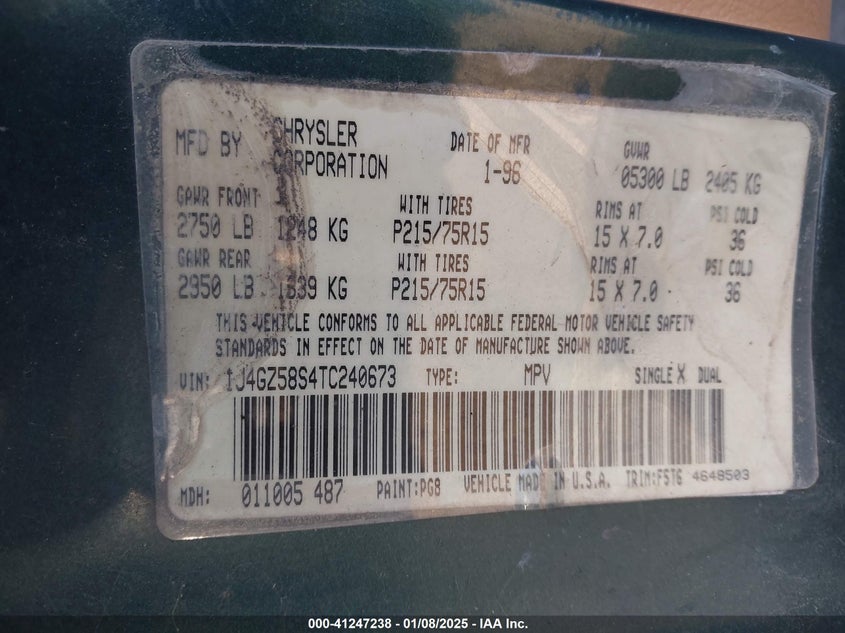 MFD BY CHRYSLER CORPORATION DATE OF MFR 1-96 GVWR 05300 LB 2405 KG
GAWR FRONT WITH TIRES RIMS AT PSI COLD
2750 LB 1248 KG P215/75R15 15 X 7.0 36
GAWR REAR WITH TIRES RIMS AT PSI COLD
2950 LB 1339 KG P215/75R15 15 X 7.0 36
THIS VEHICLE CONFORMS TO ALL APPLICABLE FEDERAL MOTOR VEHICLE SAFETY
STANDARDS IN EFFECT ON THE DATE OF MANUFACTURE SHOWN ABOVE.
VIN: 1J4GZ58S4TC240673 TYPE: MPV SINGLE X DUAL
MDH: 011005 487 PAINT:PG8 VEHICLE MADE IN U.S.A. TRIM:F5T6 4648503
000-41247238 - 01/08/2025 - IAA Inc.